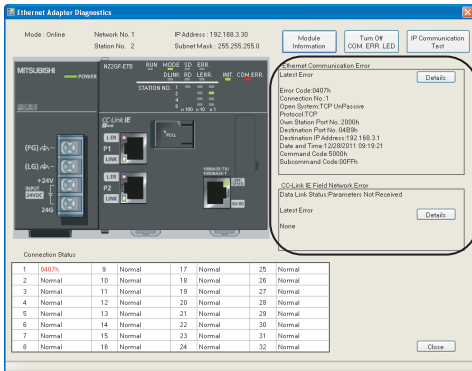 Ethernet Adapter Diagnostics
Mode : Online
Network No. 1
IP Address : 192.168.3.30
Station No. 2
Subnet Mask : 255.255.255.0
Module Information
Turn Off COM. ERR. LED
IP Communication Test
MITSUBISHI
POWER
NZ2GF-ETB
RUN MODE SD ERR.
DLINK RD LERR. INIT. COM.ERR.
STATION NO. 1
2
4
8
x 100 x 10 x 1
CC-Link IE
L ER
P1
LINK
PULL
L ER
P2
LINK
(FG)
(LG)
+24V
INPUT
24VDC
24G
Ethernet Communication Error
Latest Error
Details
Error Code:0407h
Connection No.:1
Open System:TCP UnPassive
Protocol:TCP
Own Station Port No.:2000h
Destination Port No.:04B9h
Destination IP Address:192.168.3.1
Date and Time:12/28/2011 09:19:21
Command Code:5000h
Subcommand Code:00FFh
CC-Link IE Field Network Error
Data Link Status:Parameters Not Received
Latest Error
Details
None
Connection Status
1 0407h 9 Normal 17 Normal 25 Normal
2 Normal 10 Normal 18 Normal 26 Normal
3 Normal 11 Normal 19 Normal 27 Normal
4 Normal 12 Normal 20 Normal 28 Normal
5 Normal 13 Normal 21 Normal 29 Normal
6 Normal 14 Normal 22 Normal 30 Normal
7 Normal 15 Normal 23 Normal 31 Normal
8 Normal 16 Normal 24 Normal 32 Normal
Close